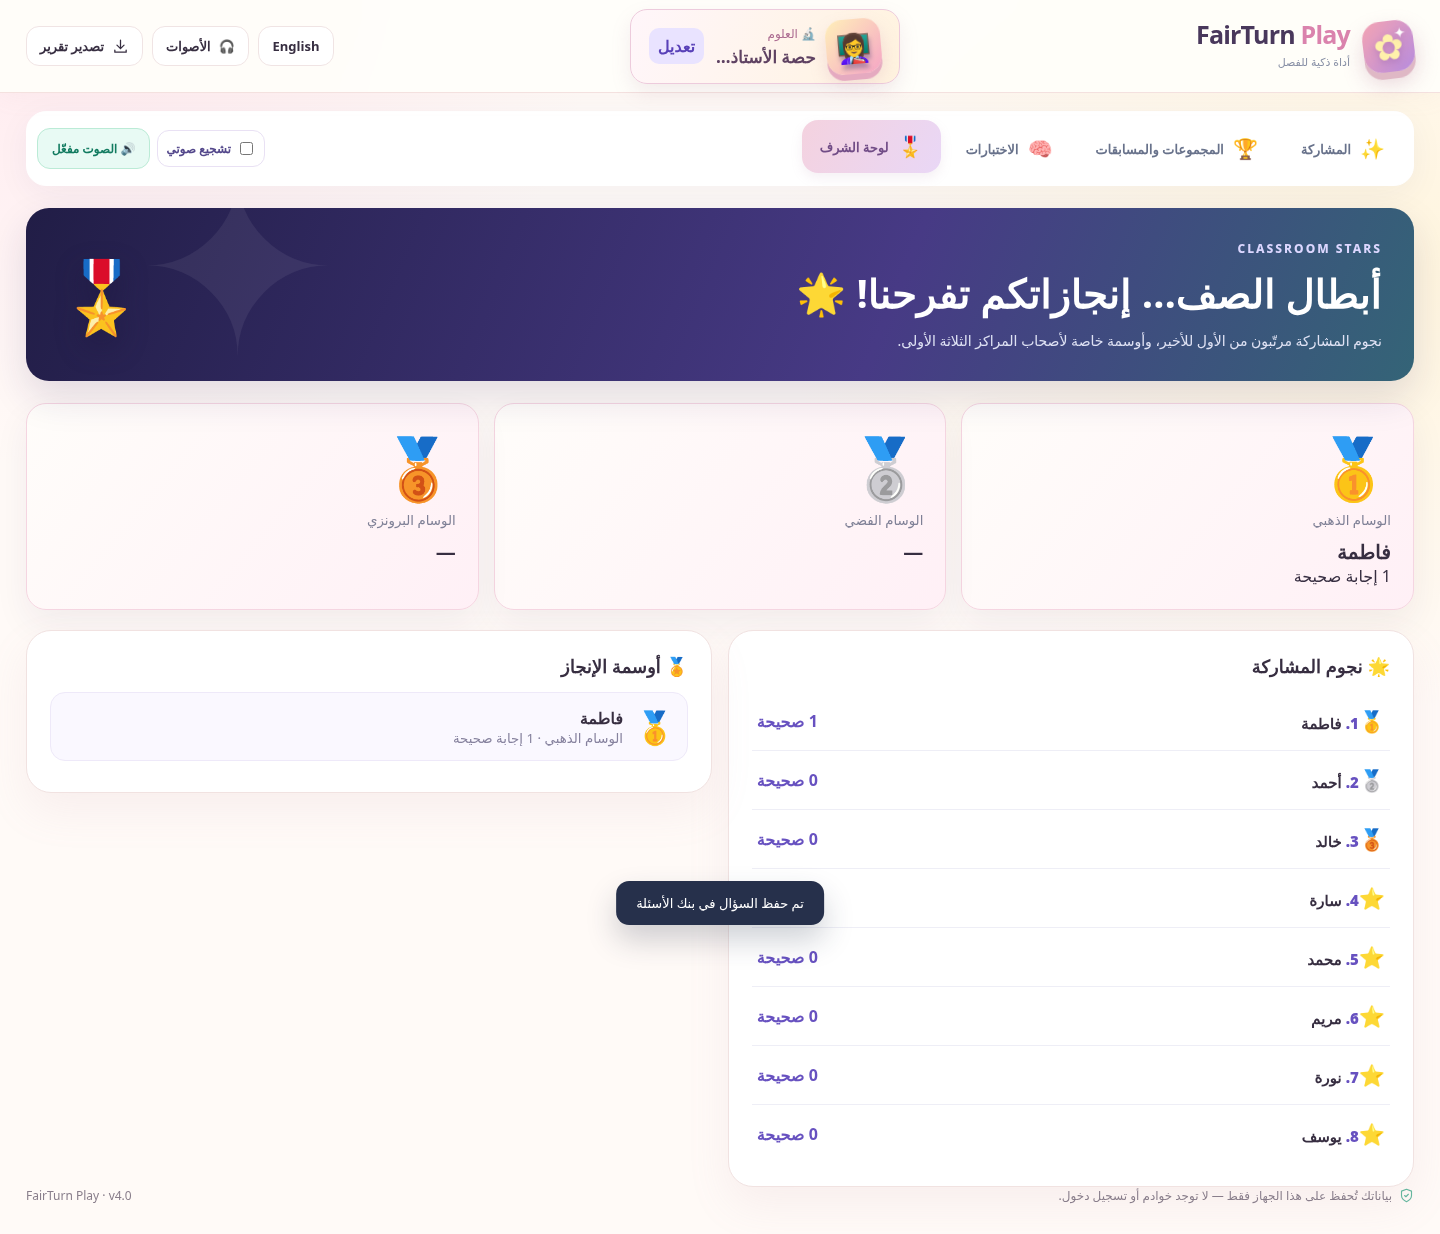 FairTurn Play
أداة ذكية للفصل
🔬 العلوم
حصة الأستاذ...
تعديل
English
🎧 الأصوات
تصدير تقرير
✨ المشاركة
🏆 المجموعات والمسابقات
🧠 الاختبارات
🎖️ لوحة الشرف
تشجيع صوتي
🔊 الصوت مفعّل
CLASSROOM STARS
أبطال الصف... إنجازاتكم تفرحنا! 🌟
نجوم المشاركة مرتّبون من الأول للأخير، وأوسمة خاصة لأصحاب المراكز الثلاثة الأولى.
الوسام الذهبي
فاطمة
1 إجابة صحيحة
الوسام الفضي
—
الوسام البرونزي
—
🌟 نجوم المشاركة
🥇1. فاطمة
1 صحيحة
🥈2. أحمد
0 صحيحة
🥉3. خالد
0 صحيحة
⭐4. سارة
⭐5. محمد
0 صحيحة
⭐6. مريم
0 صحيحة
⭐7. نورة
0 صحيحة
⭐8. يوسف
0 صحيحة
🏅 أوسمة الإنجاز
🥇 فاطمة
الوسام الذهبي · 1 إجابة صحيحة
تم حفظ السؤال في بنك الأسئلة
بياناتك تُحفظ على هذا الجهاز فقط — لا توجد خوادم أو تسجيل دخول.
FairTurn Play · v4.0